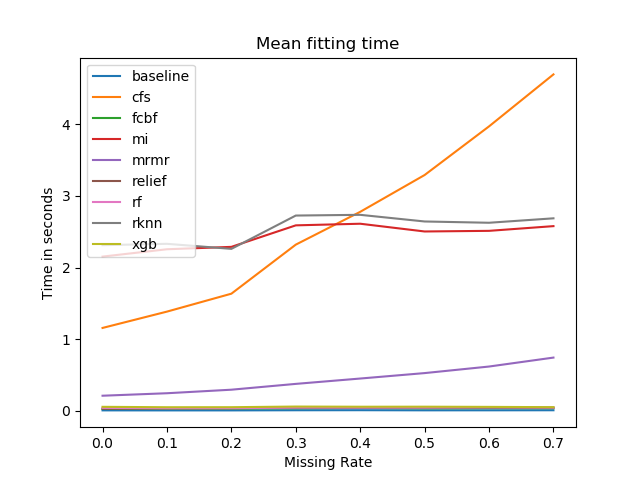 Mean fitting time
baseline
cfs
fcbf
mi
mrmr
relief
rf
rknn
xgb
Time in seconds
4
3
2
1
0
0.0 0.1 0.2 0.3 0.4 0.5 0.6 0.7
Missing Rate